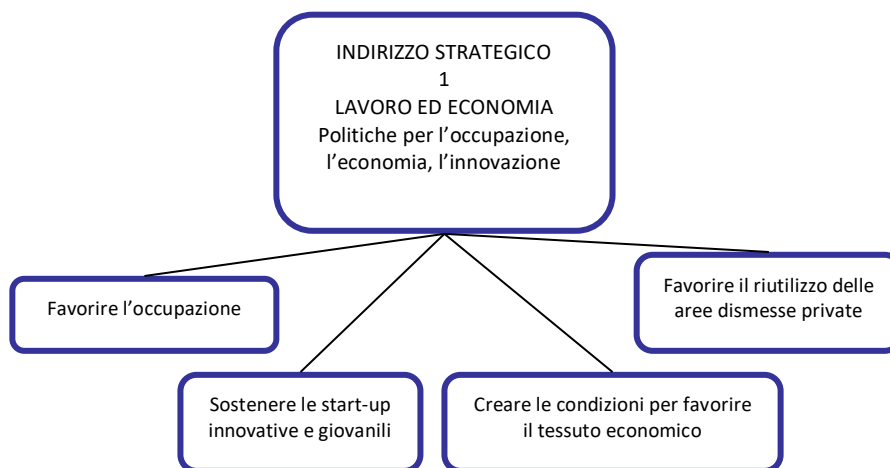 INDIRIZZO STRATEGICO
1
LAVORO ED ECONOMIA
Politiche per l’occupazione,
l’economia, l’innovazione
Favorire l’occupazione
Favorire il riutilizzo delle
aree dismesse private
Sostenere le start-up
innovative e giovanili
Creare le condizioni per favorire
il tessuto economico